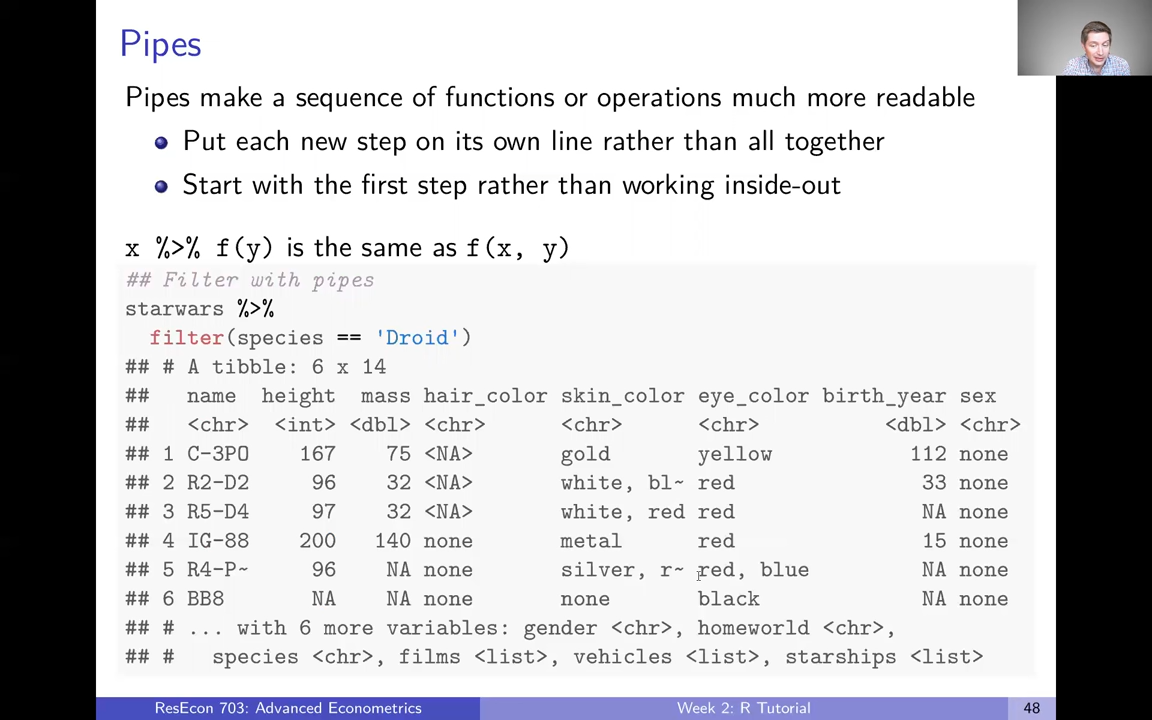 Pipes
Pipes make a sequence of functions or operations much more readable
Put each new step on its own line rather than all together
Start with the first step rather than working inside-out
x %>% f(y) is the same as f(x, y)
## Filter with pipes
starwars %>%
  filter(species == 'Droid')
## # A tibble: 6 x 14
##   name  height  mass hair_color skin_color eye_color birth_year sex
##   <chr>  <int> <dbl> <chr>      <chr>      <chr>          <dbl> <chr>
## 1 C-3PO    167    75 <NA>       gold       yellow           112 none
## 2 R2-D2     96    32 <NA>       white, bl~ red               33 none
## 3 R5-D4     97    32 <NA>       white, red red               NA none
## 4 IG-88    200   140 none       metal      red               15 none
## 5 R4-P~     96    NA none       silver, r~ red, blue         NA none
## 6 BB8       NA    NA none       none       black             NA none
## # ... with 6 more variables: gender <chr>, homeworld <chr>,
## #   species <chr>, films <list>, vehicles <list>, starships <list>
ResEcon 703: Advanced Econometrics Week 2: R Tutorial 48